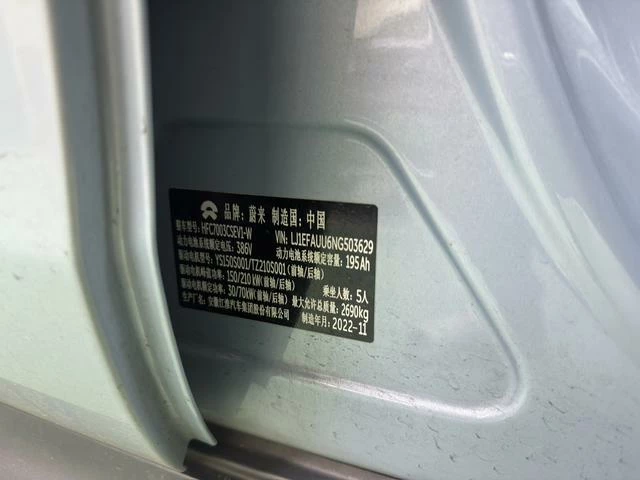 品牌：蔚来 制造国：中国
整车型号：HFC7003CSEV1-W VIN：LJ1EFAUU6NG503629
动力电池系统额定电压：386V 动力电池系统额定容量：195Ah
驱动电机型号：YS150S001/TZ210S001（前轴/后轴）
驱动电机峰值功率：150/210kW（前轴/后轴） 乘坐人数：5人
驱动电机额定功率：30/70kW（前轴/后轴） 最大允许总质量：2690kg
生产厂名：安徽江淮汽车集团股份有限公司 制造年月：2022-11